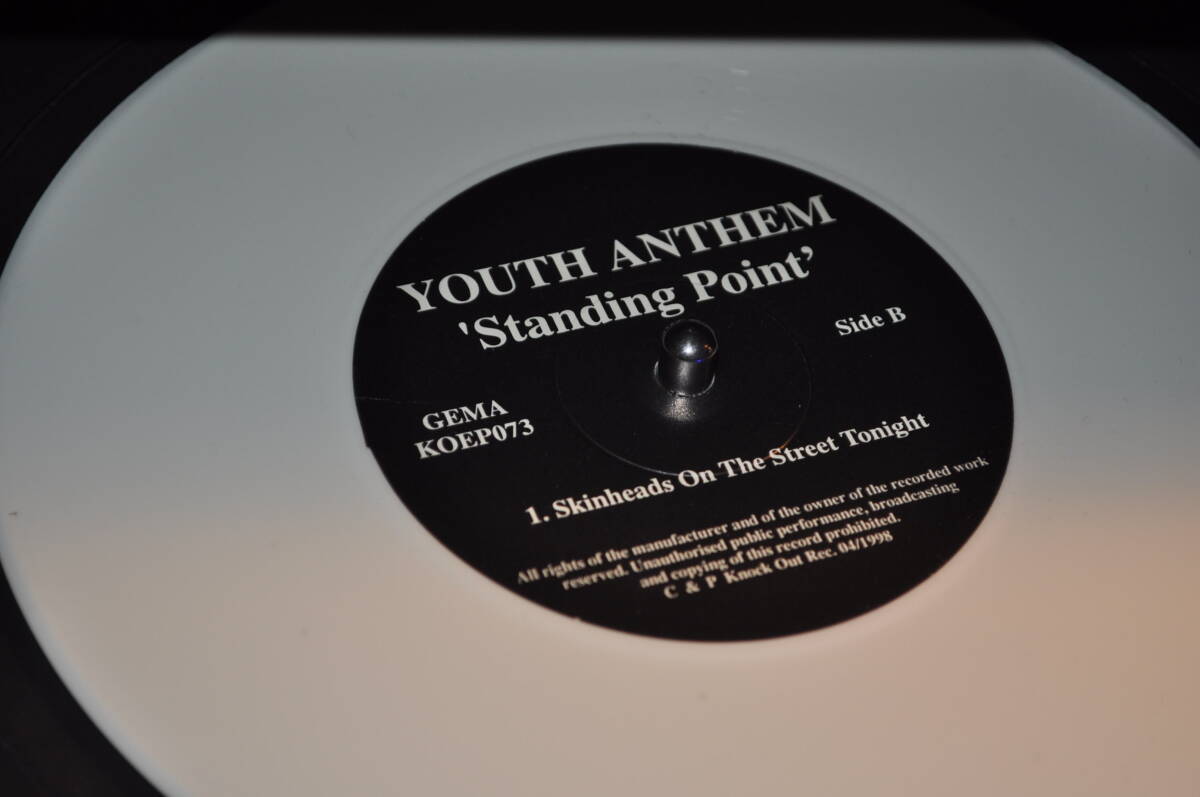 YOUTH ANTHEM
'Standing Point’
Side B
GEMA
KOEP073
1. Skinheads On The Street Tonight
All rights of the manufacturer and of the owner of the recorded work
reserved. Unauthorised public performance, broadcasting
and copying of this record prohibited.
C & P Knock Out Rec. 04/1998